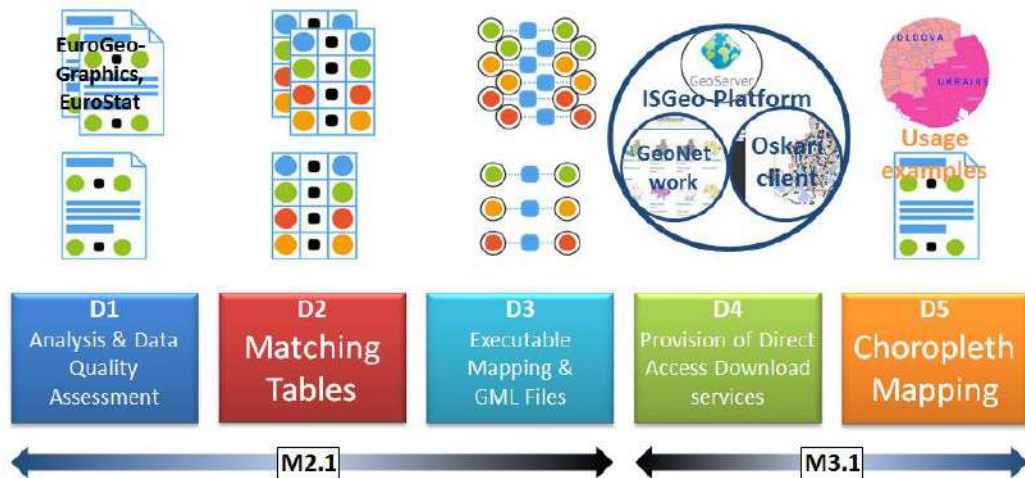 EuroGeo-
Graphics,
EuroStat
GeoServer
ISGeo-Platform
GeoNet
work
Oskari
client
MOLDOVA
UKRAINE
Usage
examples
D1
Analysis & Data
Quality
Assessment
D2
Matching
Tables
D3
Executable
Mapping &
GML Files
D4
Provision of Direct
Access Download
services
D5
Choropleth
Mapping
M2.1
M3.1